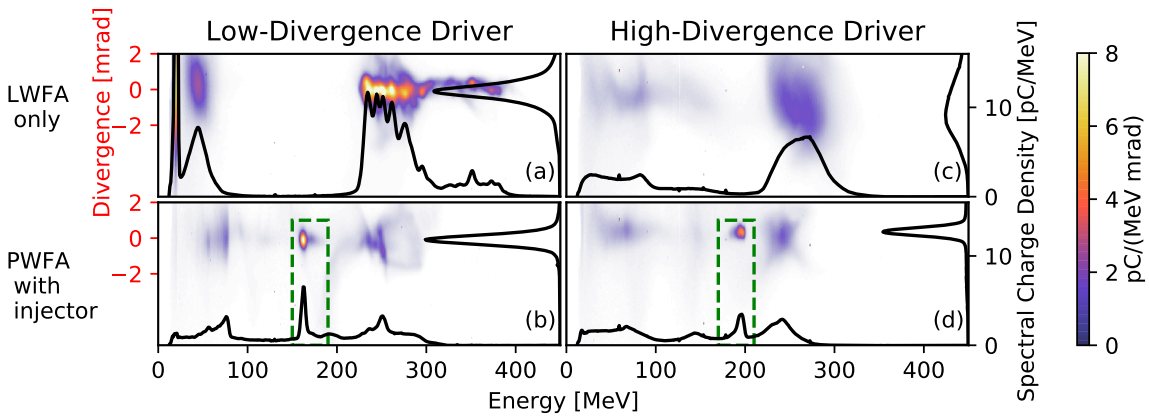 Low-Divergence Driver
High-Divergence Driver
Divergence [mrad]
2
0
−2
2
0
−2
LWFA
only
PWFA
with
injector
(a)
(c)
(b)
(d)
10
0
10
0
Spectral Charge Density [pC/MeV]
8
6
4
2
0
pC/(MeV mrad)
0 100 200 300 400
0 100 200 300 400
Energy [MeV]